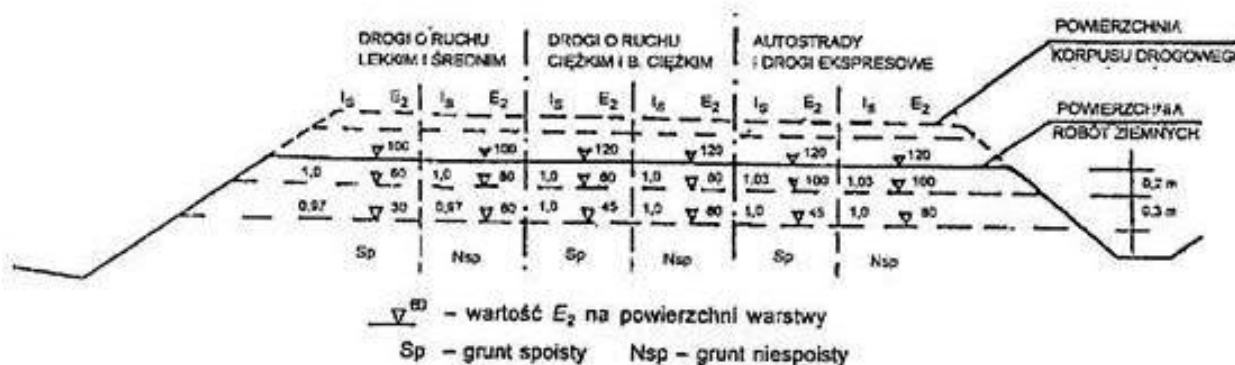 DROGI O RUCHU
LEKKIM I ŚREDNIM
DROGI O RUCHU
CIĘŻKIM I B. CIĘŻKIM
AUTOSTRADY
I DROGI EKSPRESOWE
POWIERZCHNIA
KORPUSU DROGOWEGO
Is E2 Is E2 Is E2 Is E2 Is E2 Is E2
POWIERZCHNIA
ROBÓT ZIEMNYCH
100 100 120 120 120 120
1,0 60 1,0 80 1,0 60 1,0 80 1,03 100 1,03 100
0,2 m
0,97 30 0,97 60 1,0 45 1,0 60 1,0 45 1,0 80
0,3 m
Sp Nsp Sp Nsp Sp Nsp
– wartość E2 na powierzchni warstwy
Sp – grunt spoisty Nsp – grunt niespoisty